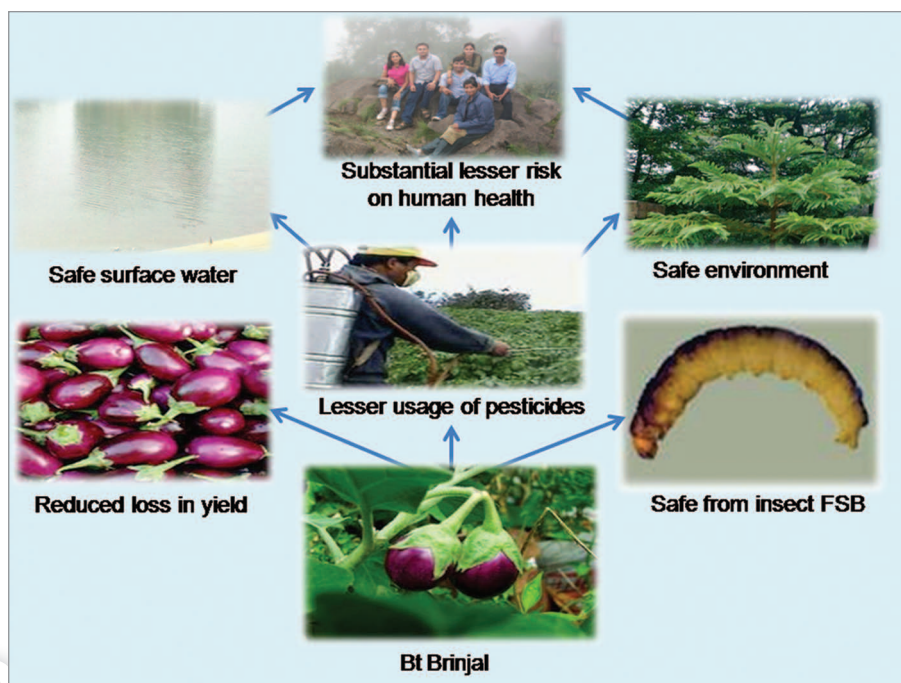 Substantial lesser risk
on human health
Safe surface water
Safe environment
Lesser usage of pesticides
Reduced loss in yield
Safe from insect FSB
Bt Brinjal